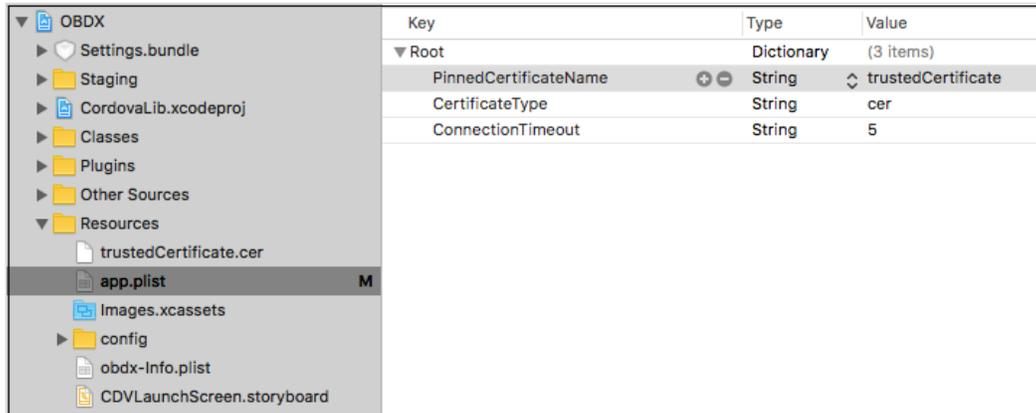 OBDX
Settings.bundle
Staging
CordovaLib.xcodeproj
Classes
Plugins
Other Sources
Resources
trustedCertificate.cer
app.plist M
Images.xcassets
config
obdx-Info.plist
CDVLaunchScreen.storyboard
Key Type Value
Root Dictionary (3 items)
PinnedCertificateName String trustedCertificate
CertificateType String cer
ConnectionTimeout String 5